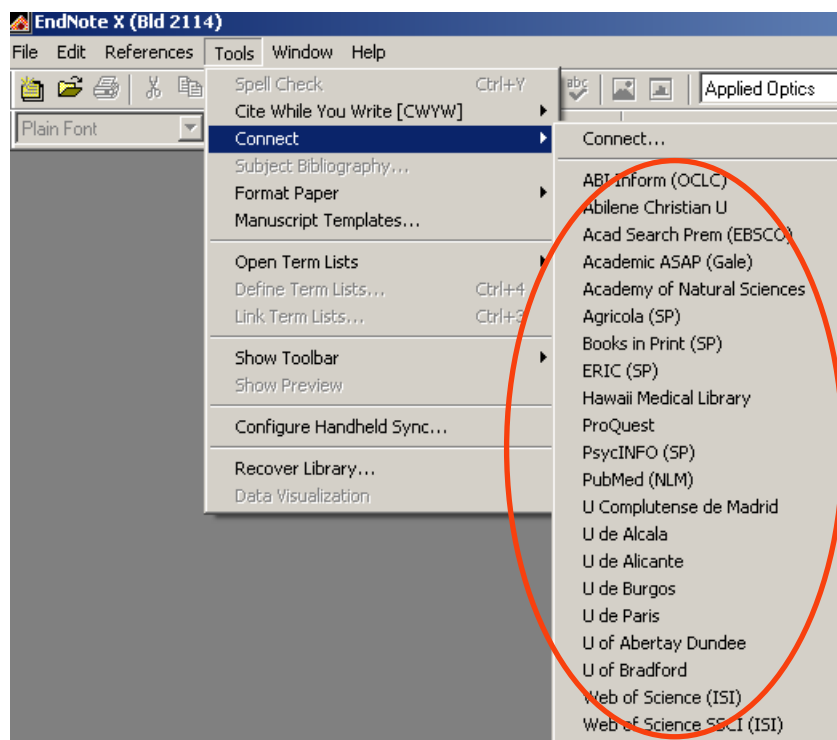 EndNote X (Bld 2114)
File Edit References Tools Window Help
abc Applied Optics
Plain Font
Spell Check Ctrl+Y
Cite While You Write [CWYW]
Connect
Subject Bibliography...
Format Paper
Manuscript Templates...
Open Term Lists
Define Term Lists... Ctrl+4
Link Term Lists... Ctrl+3
Show Toolbar
Show Preview
Configure Handheld Sync...
Recover Library...
Data Visualization
Connect...
ABI-Inform (OCLC)
Abilene Christian U
Acad Search Prem (EBSCO)
Academic ASAP (Gale)
Academy of Natural Sciences
Agricola (SP)
Books in Print (SP)
ERIC (SP)
Hawaii Medical Library
ProQuest
PsycINFO (SP)
PubMed (NLM)
U Complutense de Madrid
U de Alcala
U de Alicante
U de Burgos
U de Paris
U of Abertay Dundee
U of Bradford
Web of Science (ISI)
Web of Science SSCI (ISI)